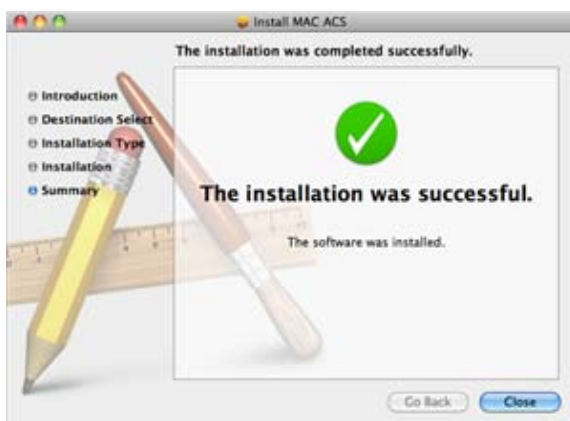 Install MAC ACS
The installation was completed successfully.
Introduction
Destination Select
Installation Type
Installation
Summary
The installation was successful.
The software was installed.
Go Back
Close